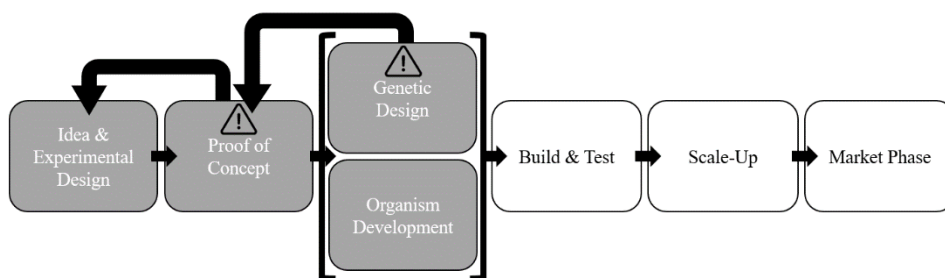 Idea &
Experimental
Design
Proof of
Concept
Genetic
Design
Organism
Development
Build & Test
Scale-Up
Market Phase